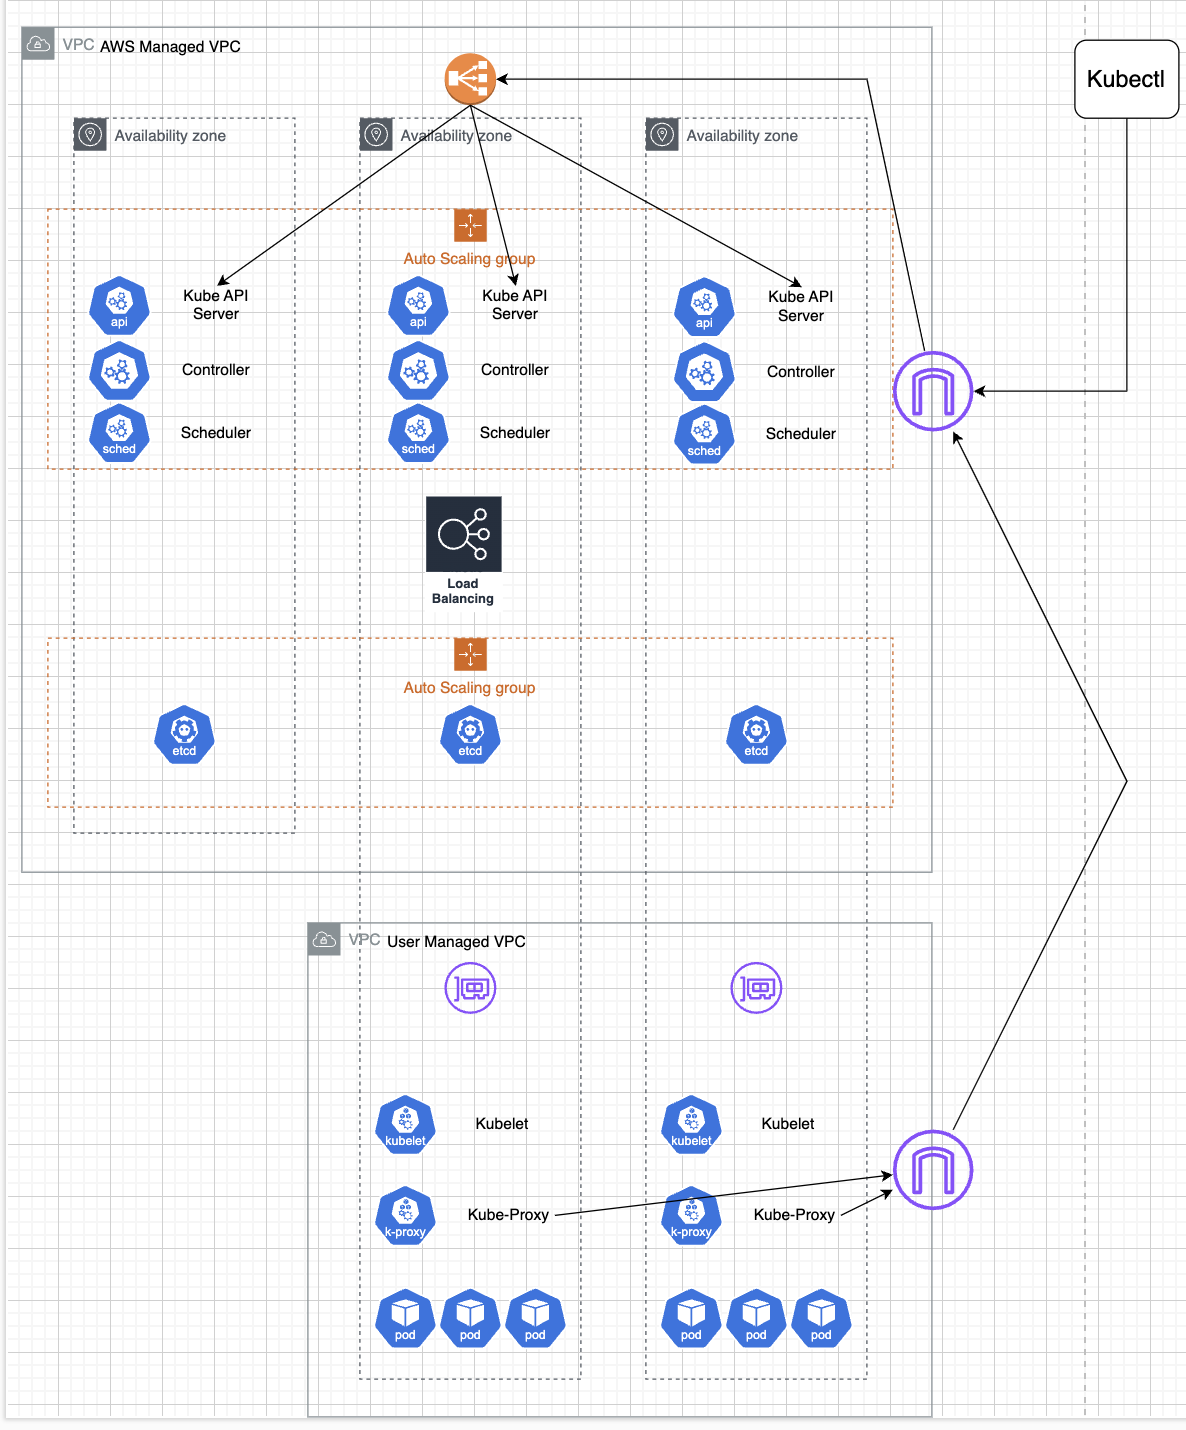 VPC AWS Managed VPC
Kubectl
Availability zone
Availability zone
Availability zone
Auto Scaling group
api
Kube API
Server
api
Kube API
Server
api
Kube API
Server
Controller
Controller
Controller
sched
Scheduler
sched
Scheduler
sched
Scheduler
Load
Balancing
Auto Scaling group
etcd
etcd
etcd
VPC User Managed VPC
kubelet
Kubelet
kubelet
Kubelet
k-proxy
Kube-Proxy
k-proxy
Kube-Proxy
pod
pod
pod
pod
pod
pod